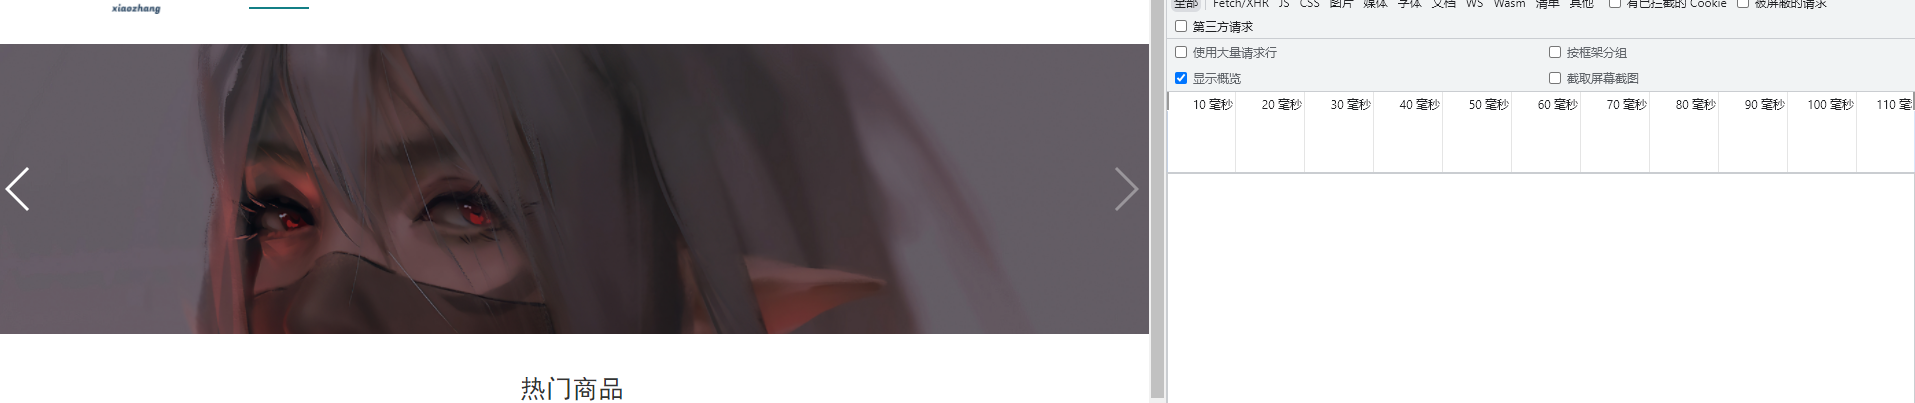 xiaozhang
全部 Fetch/XHR JS CSS 图片 媒体 字体 文档 WS Wasm 清单 其他 有已拦截的 Cookie 被屏蔽的请求
第三方请求
使用大量请求行 按框架分组
显示概览 截取屏幕截图
10 毫秒 20 毫秒 30 毫秒 40 毫秒 50 毫秒 60 毫秒 70 毫秒 80 毫秒 90 毫秒 100 毫秒 110 毫
热门商品